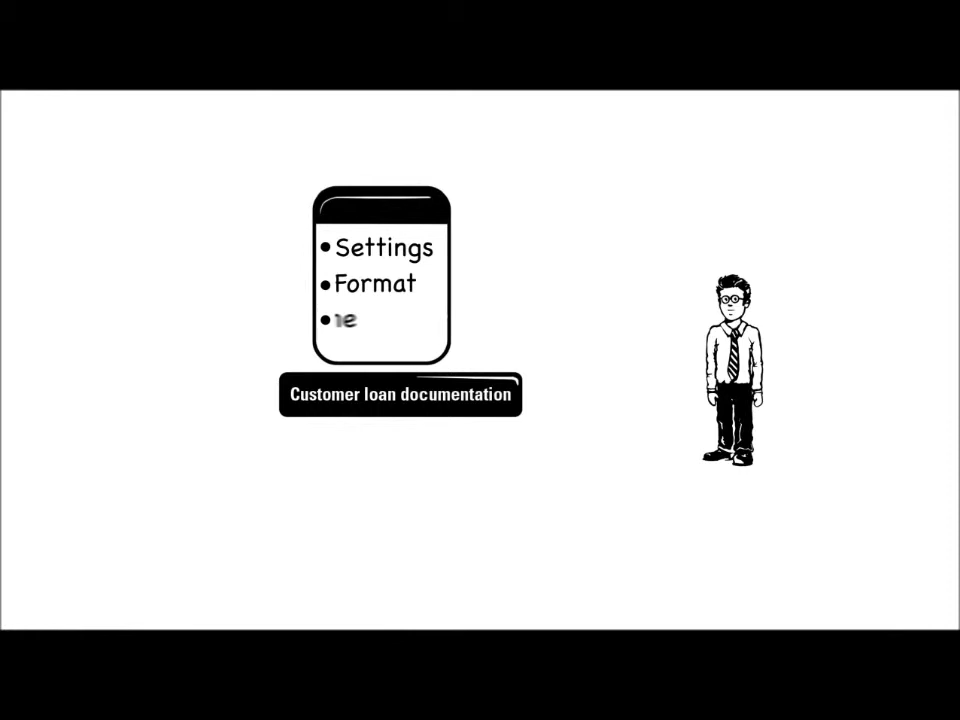 • Settings
• Format
•
Customer loan documentation